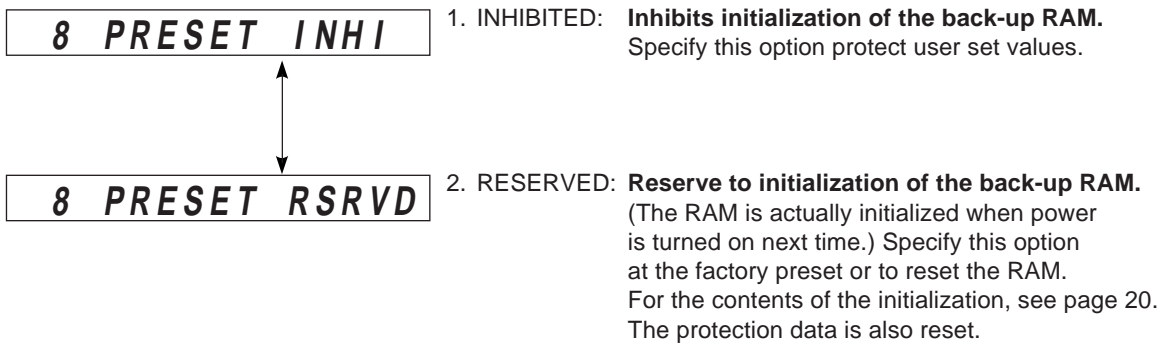 8 PRESET INHI
1. INHIBITED: Inhibits initialization of the back-up RAM.
Specify this option protect user set values.
8 PRESET RSRVD
2. RESERVED: Reserve to initialization of the back-up RAM.
(The RAM is actually initialized when power
is turned on next time.) Specify this option
at the factory preset or to reset the RAM.
For the contents of the initialization, see page 20.
The protection data is also reset.